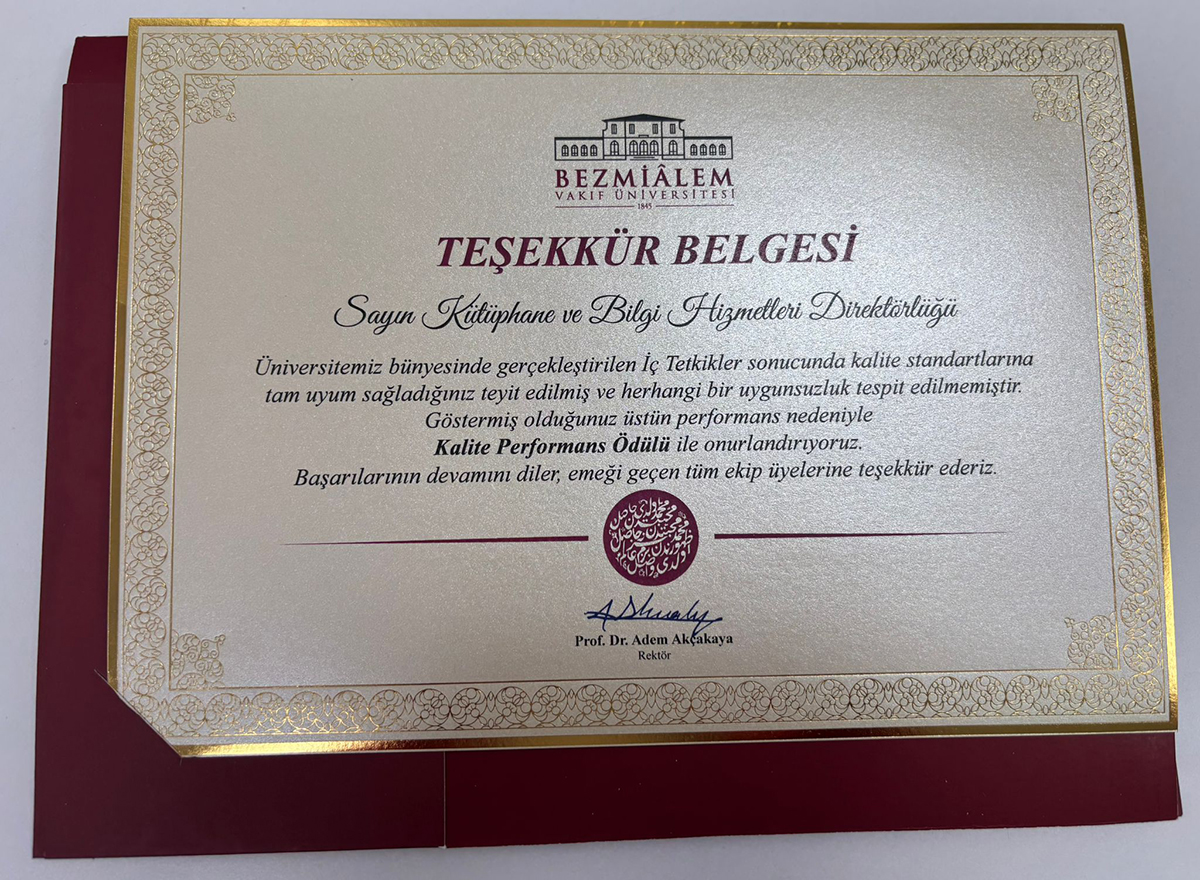 BEZMİÂLEM
VAKIF ÜNİVERSİTESİ
1845
TEŞEKKÜR BELGESİ
Sayın Kütüphane ve Bilgi Hizmetleri Direktörlüğü
Üniversitemiz bünyesinde gerçekleştirilen İç Tetkikler sonucunda kalite standartlarına
tam uyum sağladığınız teyit edilmiş ve herhangi bir uygunsuzluk tespit edilmemiştir.
Göstermiş olduğunuz üstün performans nedeniyle
Kalite Performans Ödülü ile onurlandırıyoruz.
Başarılarının devamını diler, emeği geçen tüm ekip üyelerine teşekkür ederiz.
Prof. Dr. Adem Akçakaya
Rektör